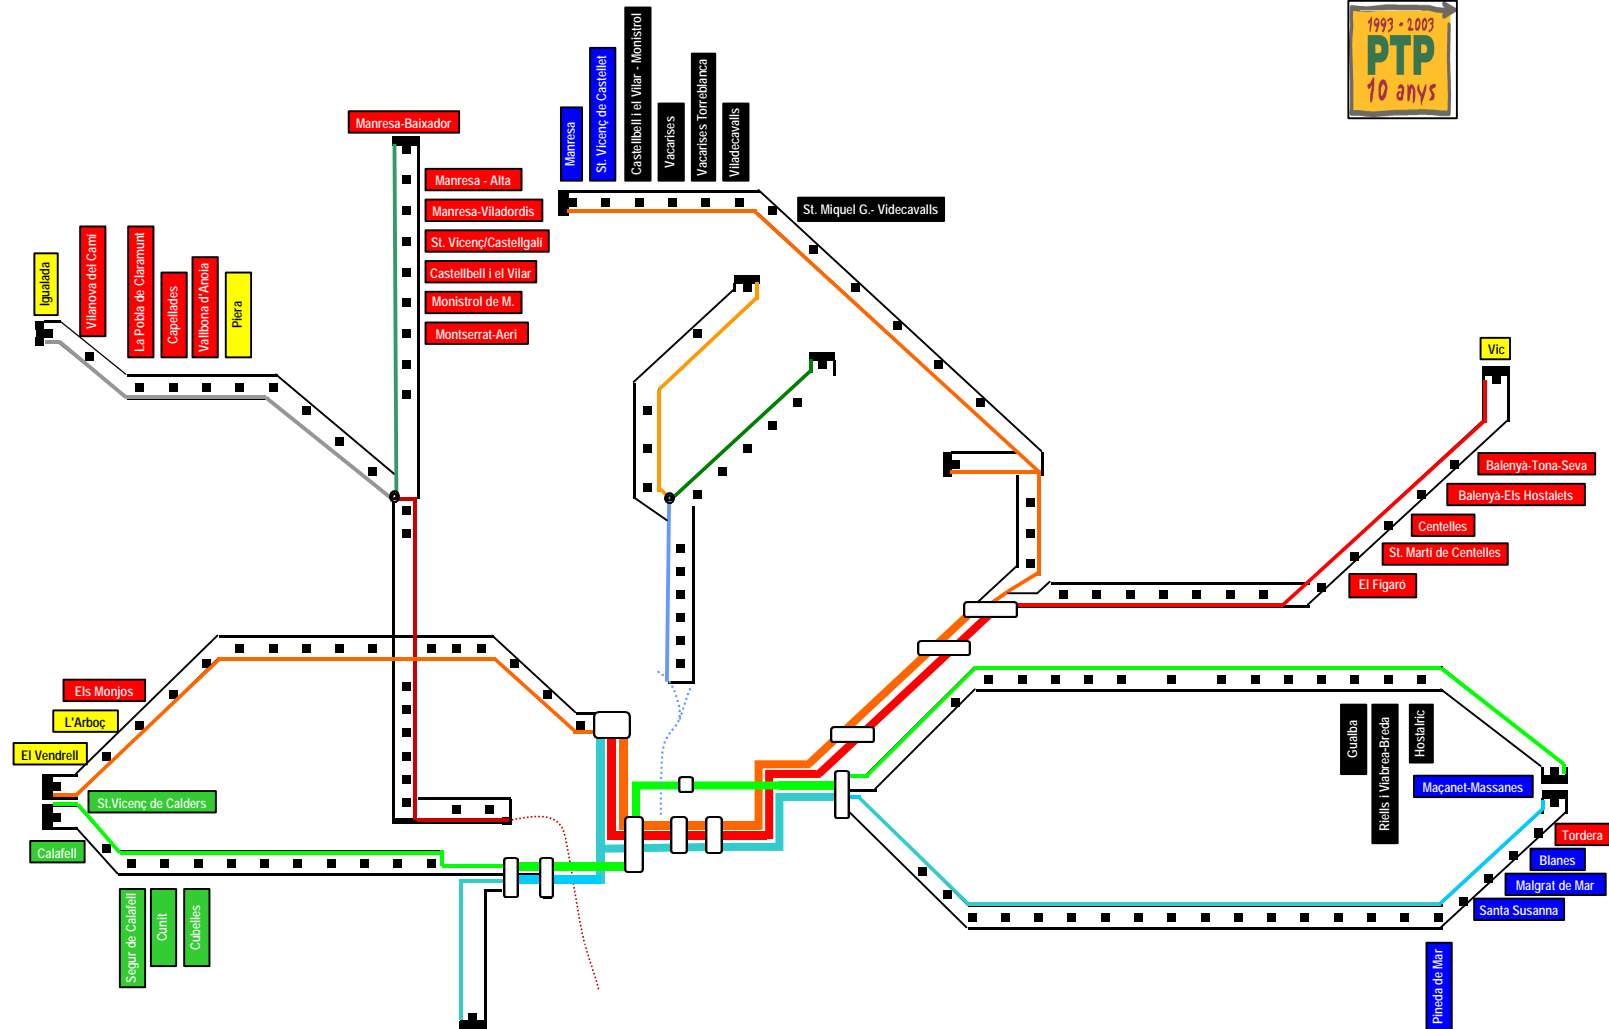 1993 - 2003
PTP
10 anys
Manresa-Baixador
Manresa
St. Vicenç de Castellet
Castellbell i el Vilar - Monistrol
Vacarises
Vacarises Torreblanca
Viladecavalls
Manresa - Alta
Manresa-Viladordis
St. Vicenç/Castellgalí
Castellbell i el Vilar
Monistrol de M.
Montserrat-Aeri
St. Miquel G.- Videcavalls
Igualada
Vilanova del Camí
La Pobla de Claramunt
Capellades
Vallbona d'Anoia
Piera
Vic
Balenyà-Tona-Seva
Balenyà-Els Hostalets
Centelles
St. Martí de Centelles
El Figaró
Els Monjos
L'Arboç
El Vendrell
St.Vicenç de Calders
Calafell
Segur de Calafell
Cunit
Cubelles
Gualba
Riells i Vlabrea-Breda
Hostalric
Maçanet-Massanes
Tordera
Blanes
Malgrat de Mar
Santa Susanna
Pineda de Mar